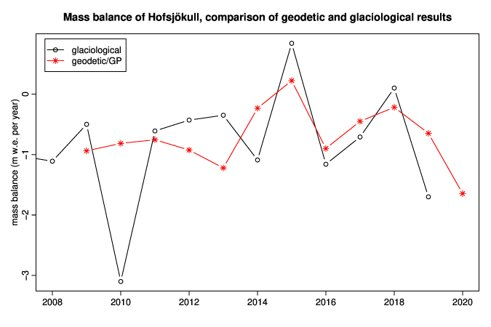 Mass balance of Hofsjökull, comparison of geodetic and glaciological results
glaciological
geodetic/GP
mass balance (m w.e. per year)
0
−1
−2
−3
2008 2010 2012 2014 2016 2018 2020